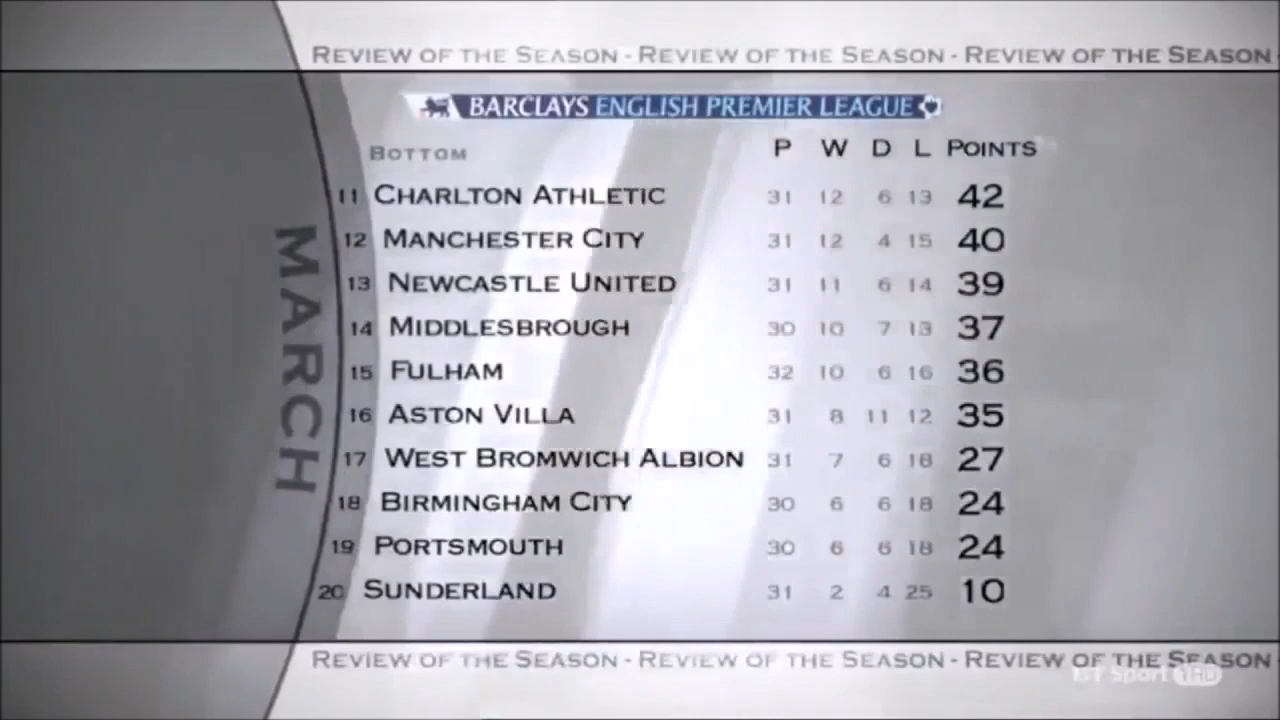 REVIEW OF THE SEASON - REVIEW OF THE SEASON - REVIEW OF THE SEASON
BARCLAYS ENGLISH PREMIER LEAGUE
BOTTOM P W D L POINTS
11 CHARLTON ATHLETIC 31 12 6 13 42
12 MANCHESTER CITY 31 12 4 15 40
13 NEWCASTLE UNITED 31 11 6 14 39
14 MIDDLESBROUGH 30 10 7 13 37
15 FULHAM 32 10 6 16 36
16 ASTON VILLA 31 8 11 12 35
17 WEST BROMWICH ALBION 31 7 6 18 27
18 BIRMINGHAM CITY 30 6 6 18 24
19 PORTSMOUTH 30 6 6 18 24
20 SUNDERLAND 31 2 4 25 10
MARCH
REVIEW OF THE SEASON - REVIEW OF THE SEASON - REVIEW OF THE SEASON
BT Sport 1HD